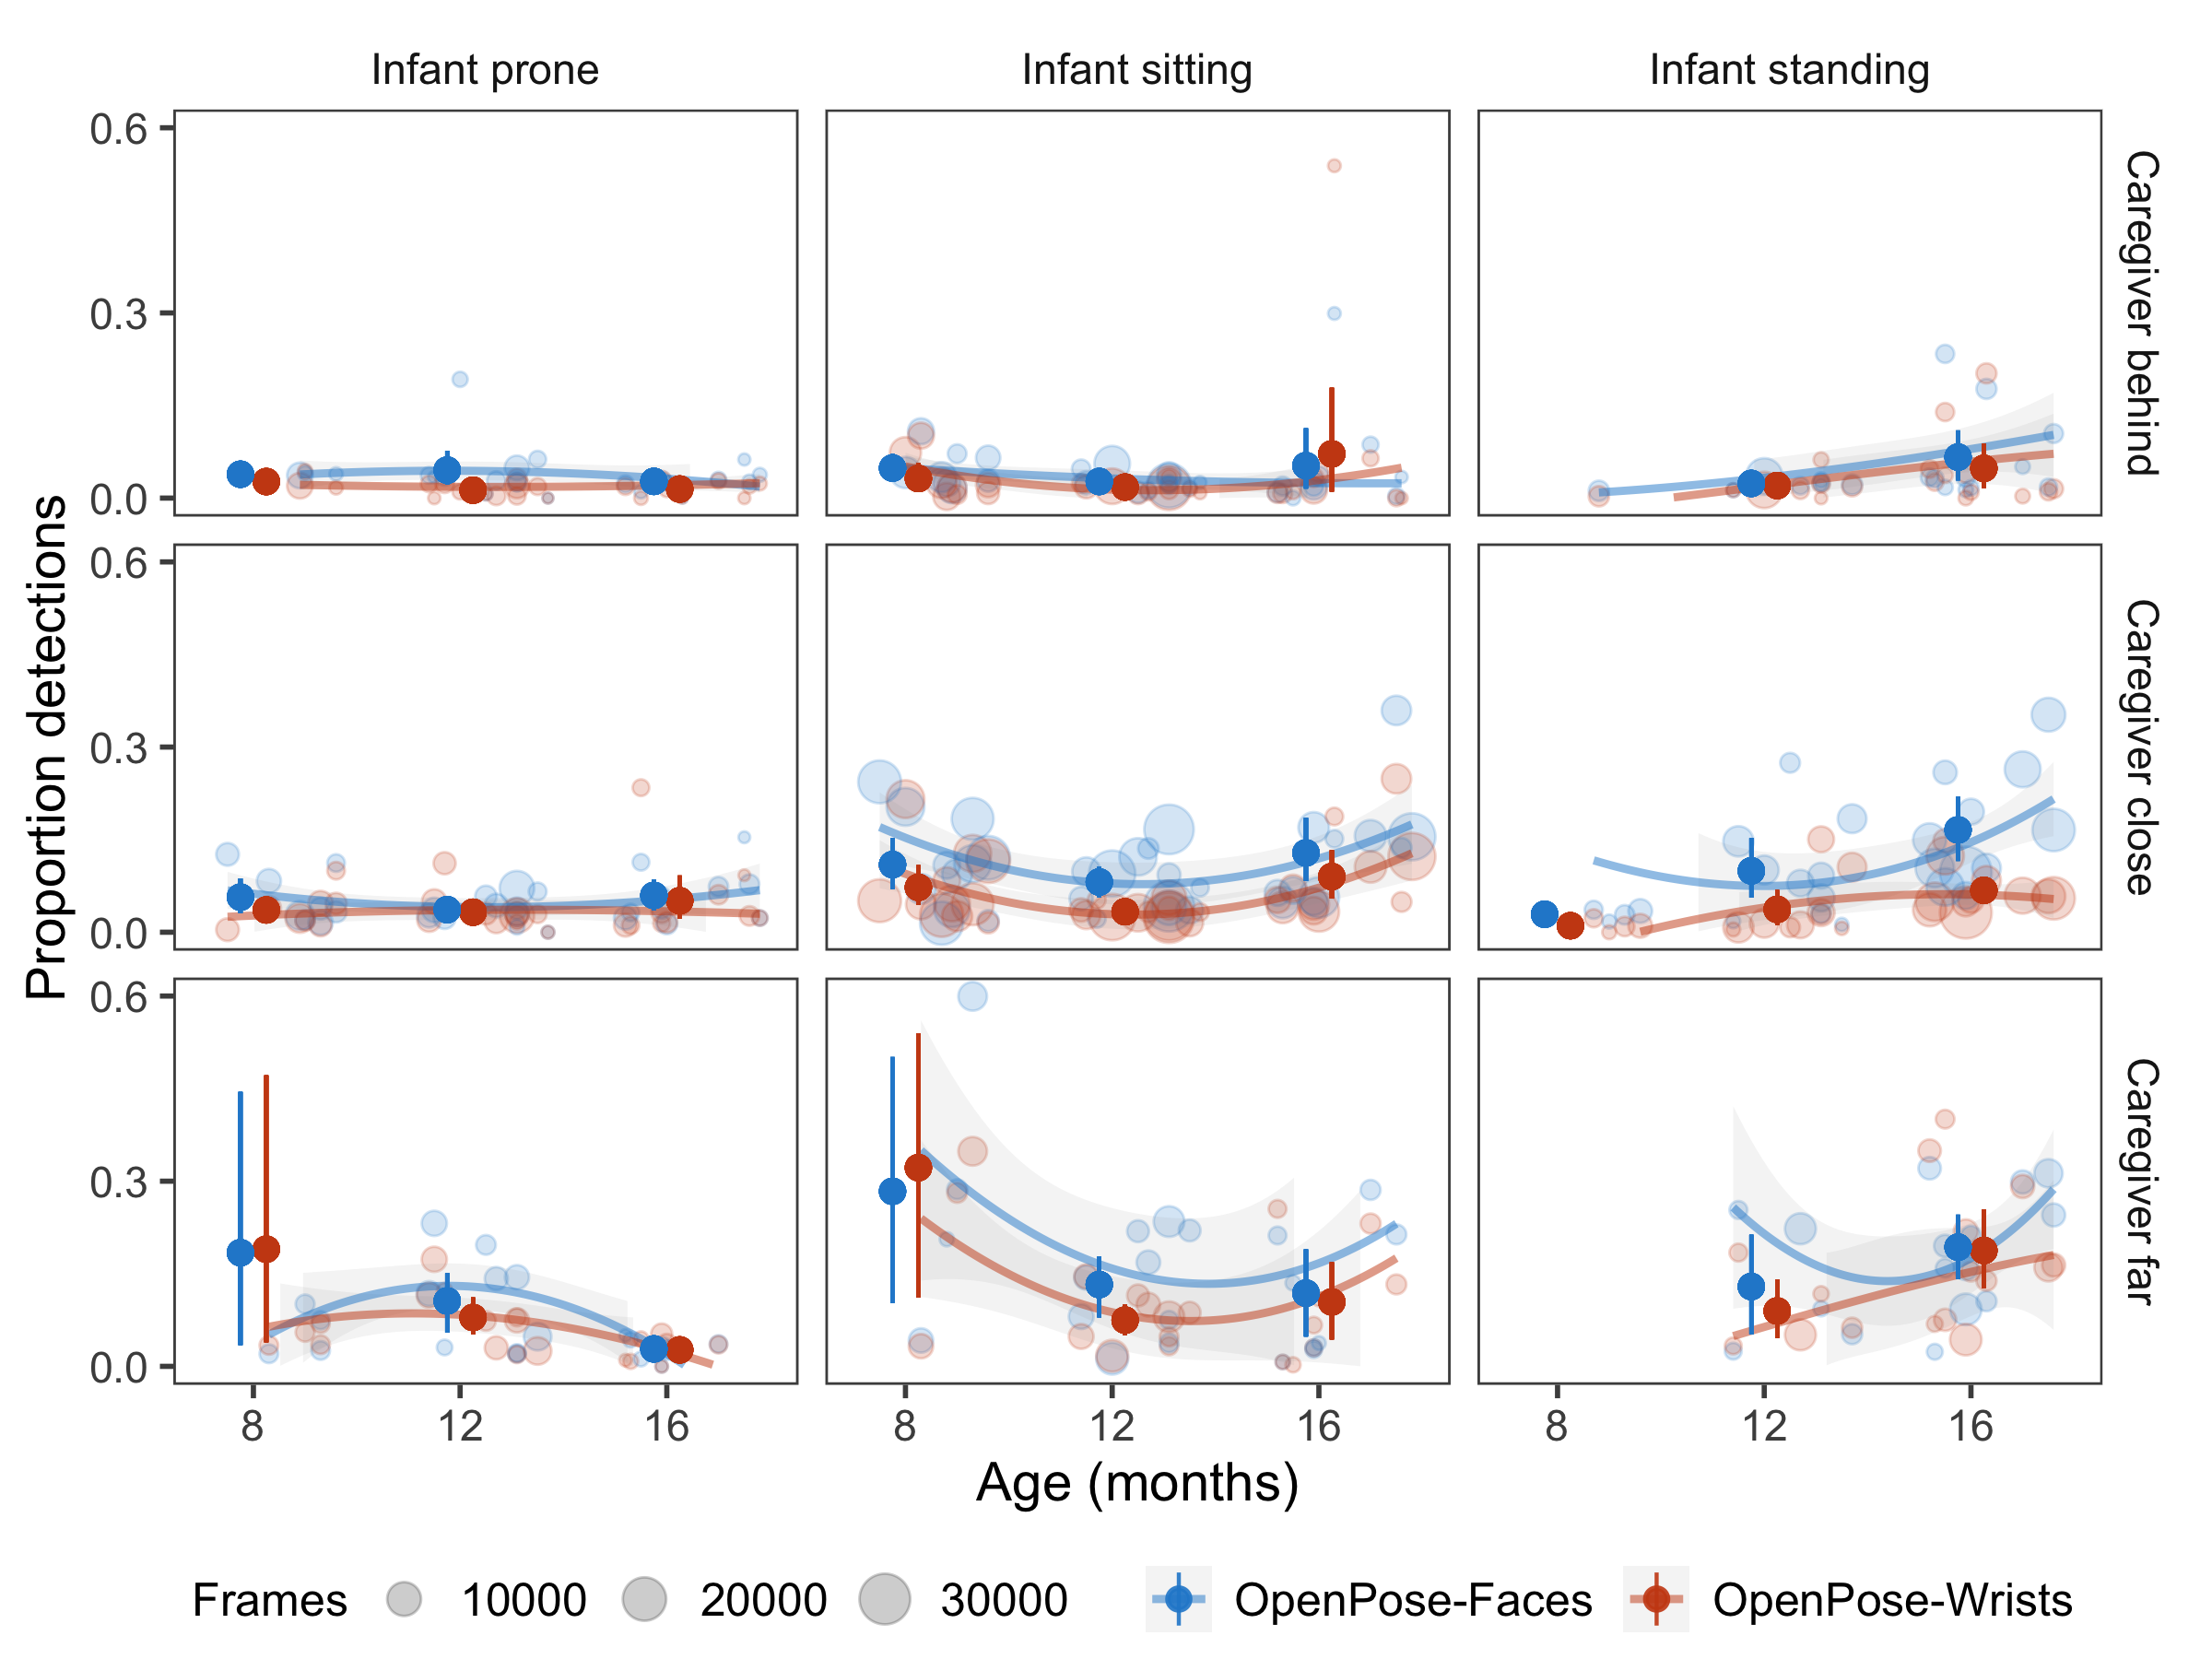 Infant prone
Infant sitting
Infant standing
0.6
0.3
0.0
Caregiver behind
0.6
0.3
0.0
Caregiver close
0.6
0.3
0.0
Caregiver far
Proportion detections
8 12 16
8 12 16
8 12 16
Age (months)
Frames 10000 20000 30000 OpenPose-Faces OpenPose-Wrists